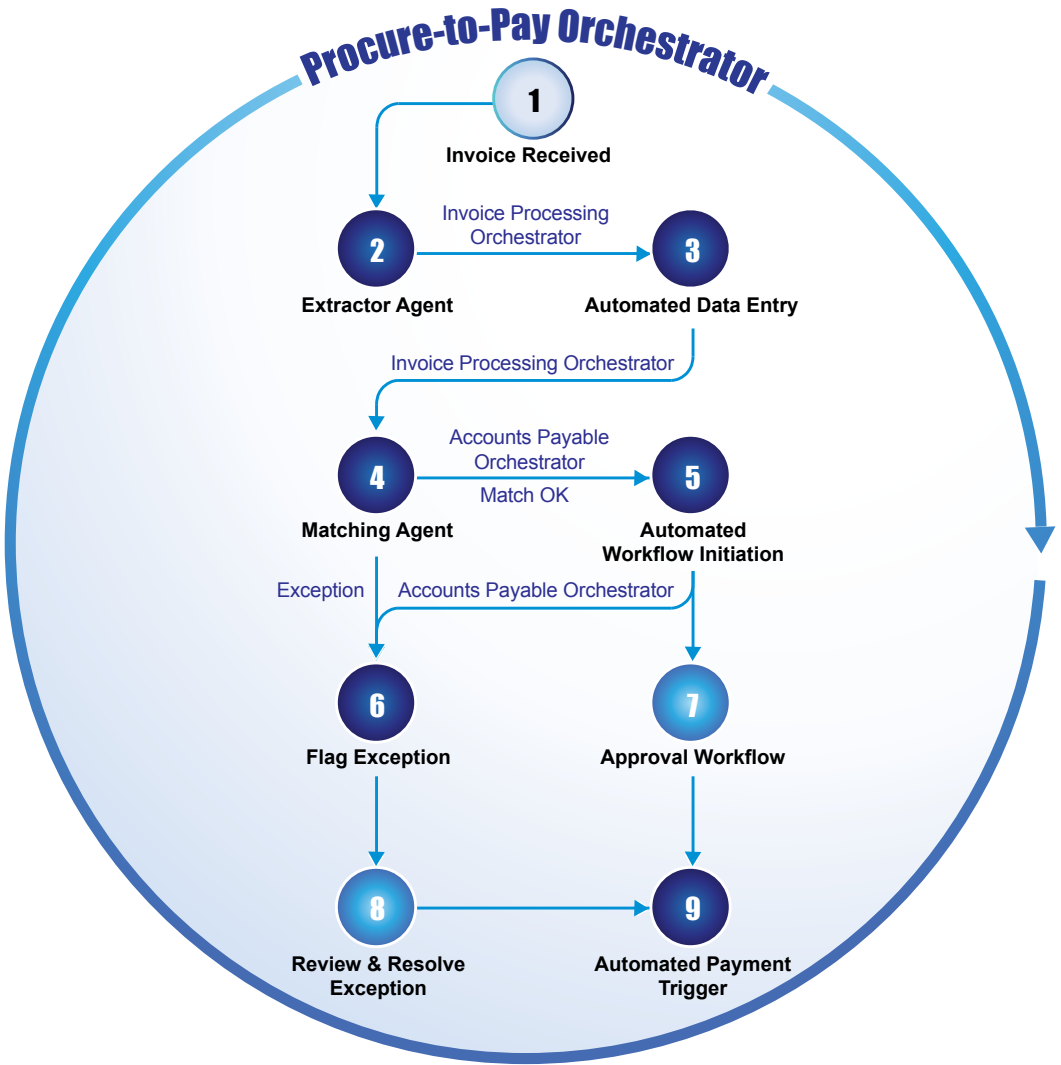 Procure-to-Pay Orchestrator
1
Invoice Received
Invoice Processing
Orchestrator
2
3
Extractor Agent
Automated Data Entry
Invoice Processing Orchestrator
Accounts Payable
Orchestrator
4
5
Match OK
Matching Agent
Automated
Workflow Initiation
Exception
Accounts Payable Orchestrator
6
7
Flag Exception
Approval Workflow
8
9
Review & Resolve
Exception
Automated Payment
Trigger